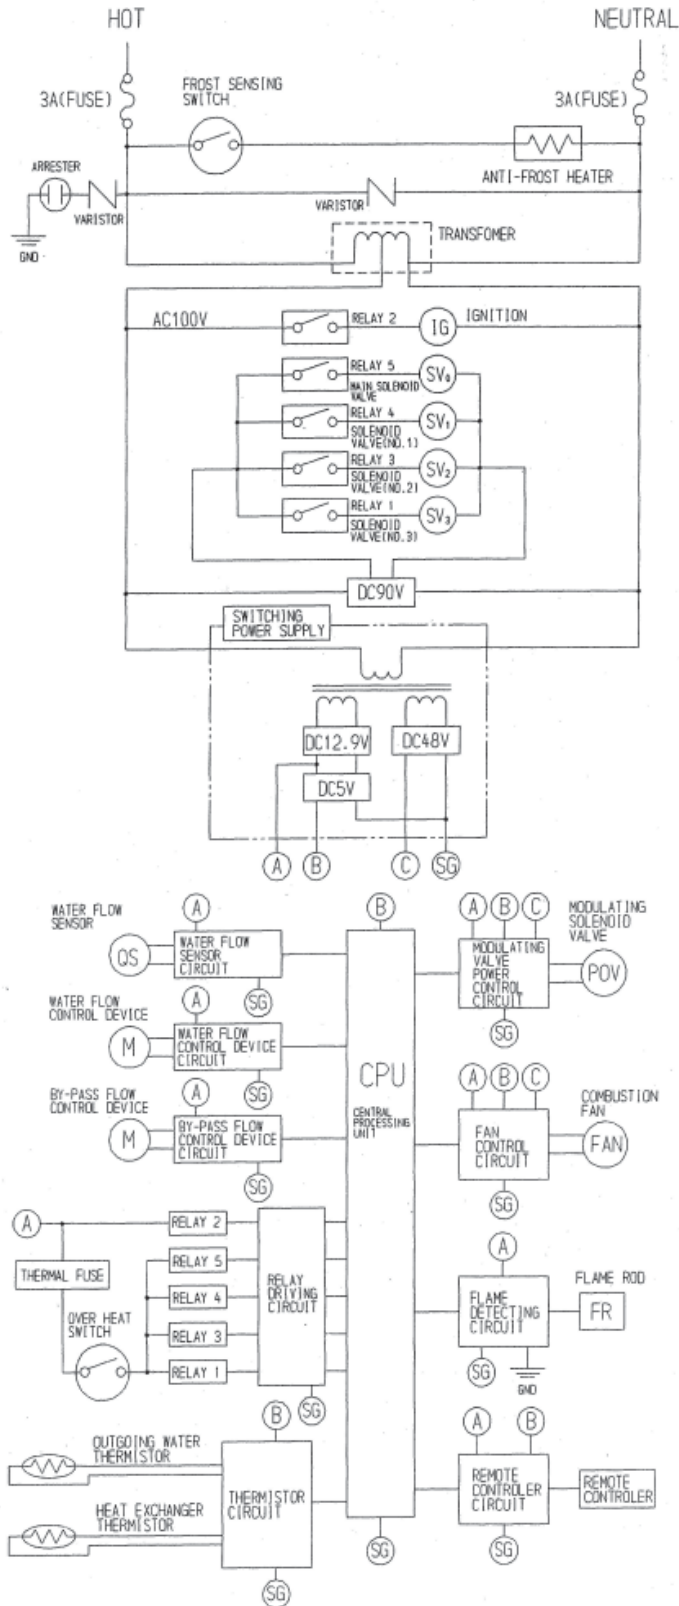 HOT
NEUTRAL
3A(FUSE)
FROST SENSING
SWITCH
3A(FUSE)
ARRESTER
VARISTOR
GND
ANTI-FROST HEATER
VARISTOR
TRANSFOMER
AC100V
RELAY 2
IG
IGNITION
RELAY 5
MAIN SOLENOID
VALVE
SV₀
RELAY 4
SOLENOID
VALVE(NO.1)
SV₁
RELAY 3
SOLENOID
VALVE(NO.2)
SV₂
RELAY 1
SOLENOID
VALVE(NO.3)
SV₃
DC90V
SWITCHING
POWER SUPPLY
DC12.9V
DC48V
DC5V
A
B
C
SG
WATER FLOW
SENSOR
A
QS
WATER FLOW
SENSOR
CIRCUIT
SG
WATER FLOW
CONTROL DEVICE
A
M
WATER FLOW
CONTROL DEVICE
CIRCUIT
SG
BY-PASS FLOW
CONTROL DEVICE
A
M
BY-PASS FLOW
CONTROL DEVICE
CIRCUIT
SG
B
CPU
CENTRAL
PROCESSING
UNIT
SG
A
B
C
MODULATING
SOLENOID
VALVE
MODULATING
VALVE
POWER
CONTROL
CIRCUIT
POV
SG
A
B
C
COMBUSTION
FAN
FAN
CONTROL
CIRCUIT
FAN
SG
A
THERMAL FUSE
OVER HEAT
SWITCH
RELAY 2
RELAY 5
RELAY 4
RELAY 3
RELAY 1
RELAY
DRIVING
CIRCUIT
SG
A
FLAME
DETECTING
CIRCUIT
FLAME ROD
FR
SG
GND
B
OUTGOING WATER
THERMISTOR
HEAT EXCHANGER
THERMISTOR
THERMISTOR
CIRCUIT
SG
A
B
REMOTE
CONTROLER
CIRCUIT
REMOTE
CONTROLER
SG